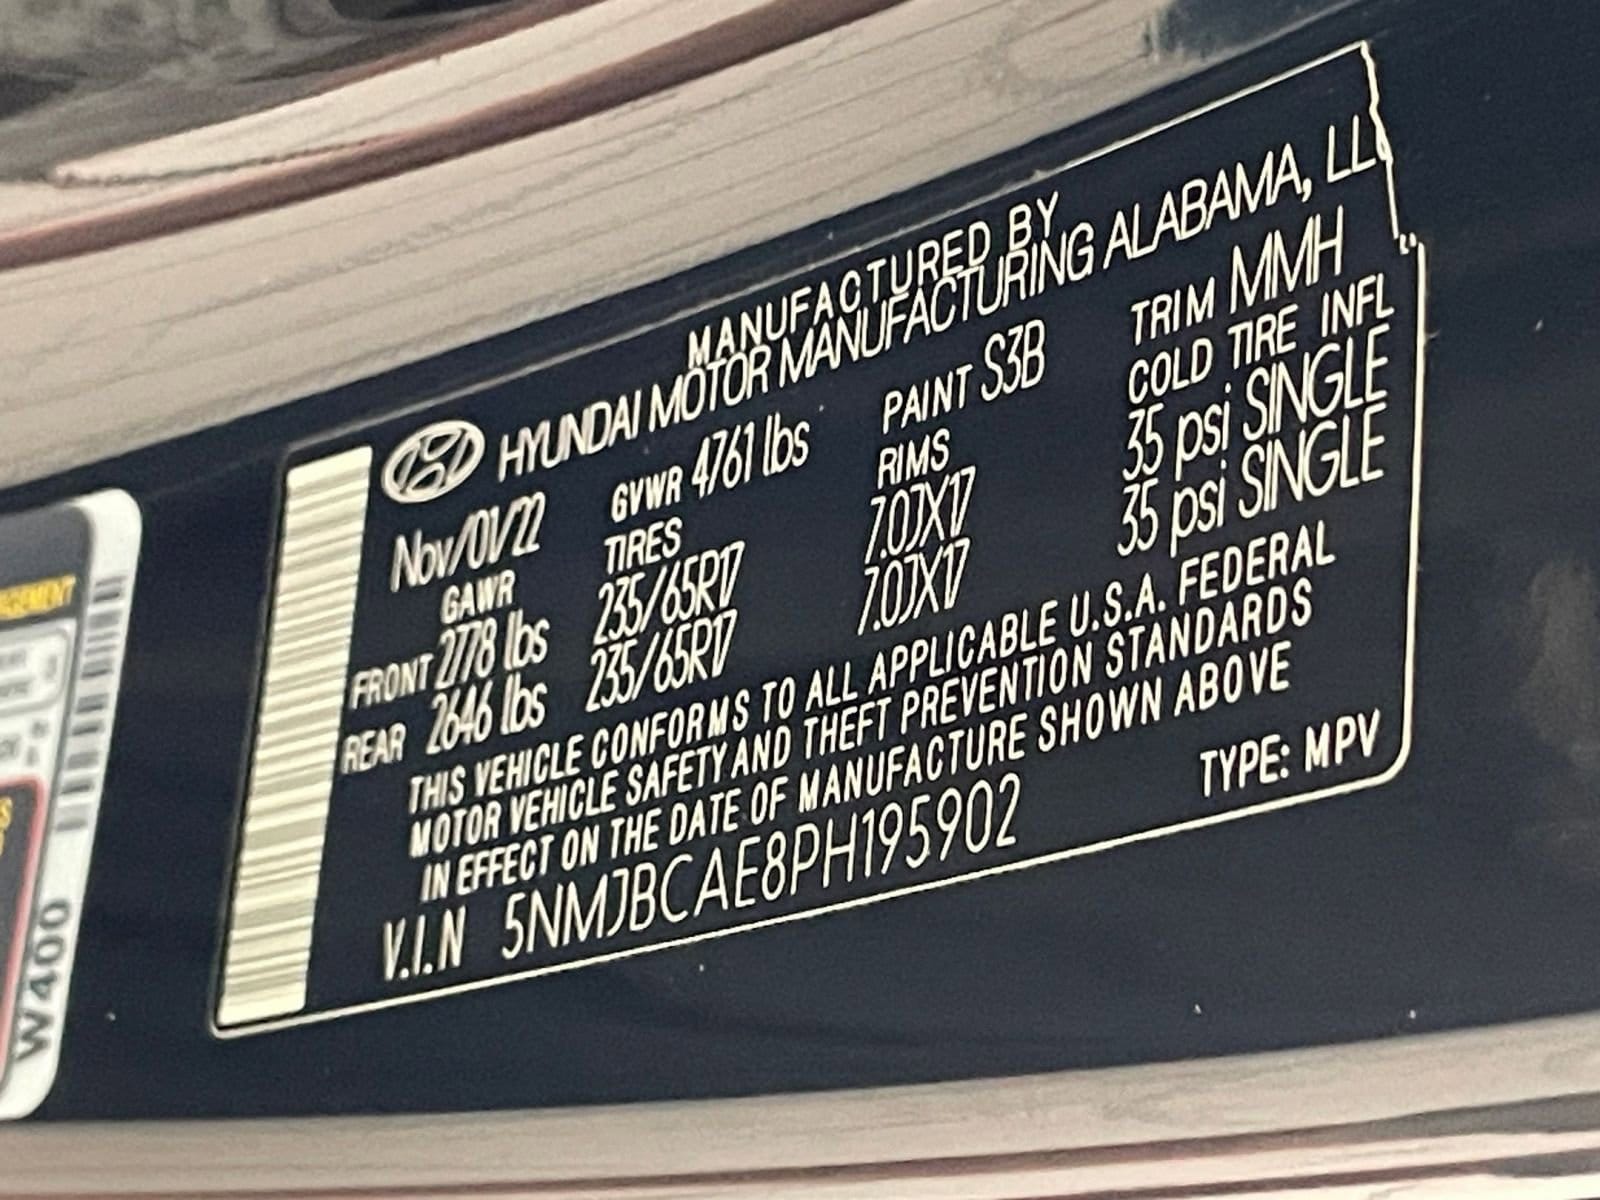 MANUFACTURED BY
HYUNDAI MOTOR MANUFACTURING ALABAMA, LL
Nov/01/22 GVWR 4761 lbs PAINT S3B TRIM MMH
GAWR TIRES RIMS COLD TIRE INFL
FRONT 2778 lbs 235/65R17 7.0JX17 35 psi SINGLE
REAR 2646 lbs 235/65R17 7.0JX17 35 psi SINGLE
THIS VEHICLE CONFORMS TO ALL APPLICABLE U.S.A. FEDERAL
MOTOR VEHICLE SAFETY AND THEFT PREVENTION STANDARDS
IN EFFECT ON THE DATE OF MANUFACTURE SHOWN ABOVE
V.I.N 5NMJBCAE8PH195902 TYPE: MPV
W400